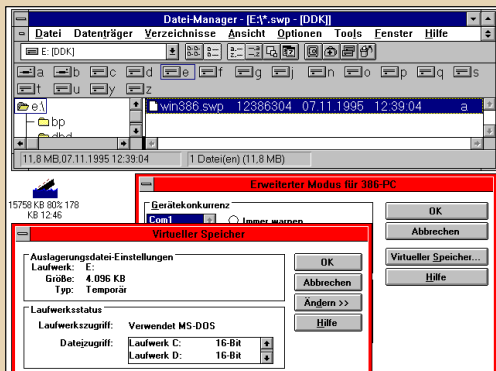 Datei-Manager - [E:\*.swp - [DDK]]
Datei Datenträger Verzeichnisse Ansicht Optionen Tools Fenster Hilfe
E: [DDK]
a b c d e f g j n o p q s
t u y z
e:\
bp
dbd
win386.swp 12386304 07.11.1995 12:39:04 a
11,8 MB,07.11.1995 12:39:04 1 Datei(en) (11,8 MB)
15758 KB 80% 178
KB 12:46
Erweiterter Modus für 386-PC
Gerätekonkurrenz
Com1
Immer warnen
OK
Abbrechen
Virtueller Speicher...
Hilfe
Virtueller Speicher
Auslagerungsdatei-Einstellungen
Laufwerk: E:
Größe: 4.096 KB
Typ: Temporär
Laufwerksstatus
Laufwerkszugriff: Verwendet MS-DOS
Dateizugriff: Laufwerk C: 16-Bit
Laufwerk D: 16-Bit
OK
Abbrechen
Ändern >>
Hilfe